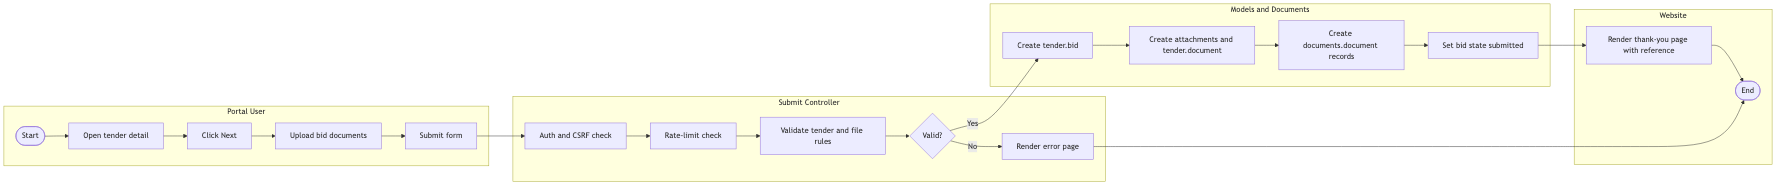 Portal User
Start
Open tender detail
Click Next
Upload bid documents
Submit form
Submit Controller
Auth and CSRF check
Rate-limit check
Validate tender and file
rules
Valid?
Yes
No
Render error page
Models and Documents
Create tender.bid
Create attachments and
tender.document
Create
documents.document
records
Set bid state submitted
Website
Render thank-you page
with reference
End